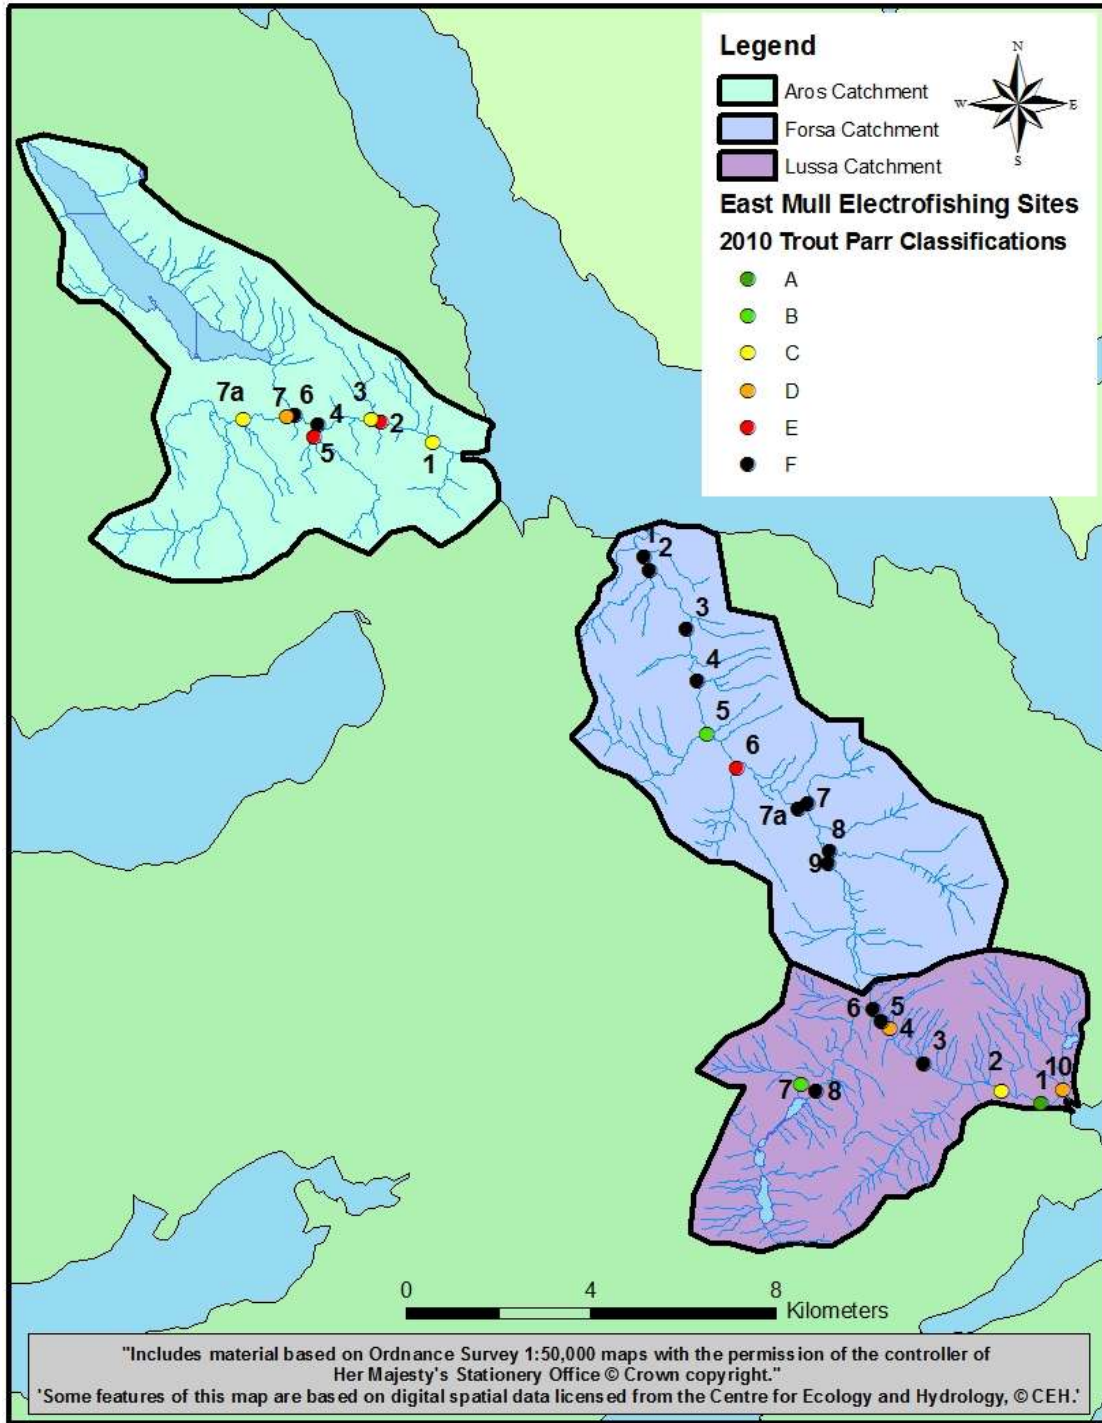 Legend
N
W
E
S
Aros Catchment
Forsa Catchment
Lussa Catchment
East Mull Electrofishing Sites
2010 Trout Parr Classifications
A
B
C
D
E
F
7a
7
6
4
3
2
5
1
1
2
3
4
5
6
7
7a
8
9
6
5
4
3
2
1
10
7
8
0
4
8
Kilometers
"Includes material based on Ordnance Survey 1:50,000 maps with the permission of the controller of
Her Majesty's Stationery Office © Crown copyright."
'Some features of this map are based on digital spatial data licensed from the Centre for Ecology and Hydrology, © CEH.'